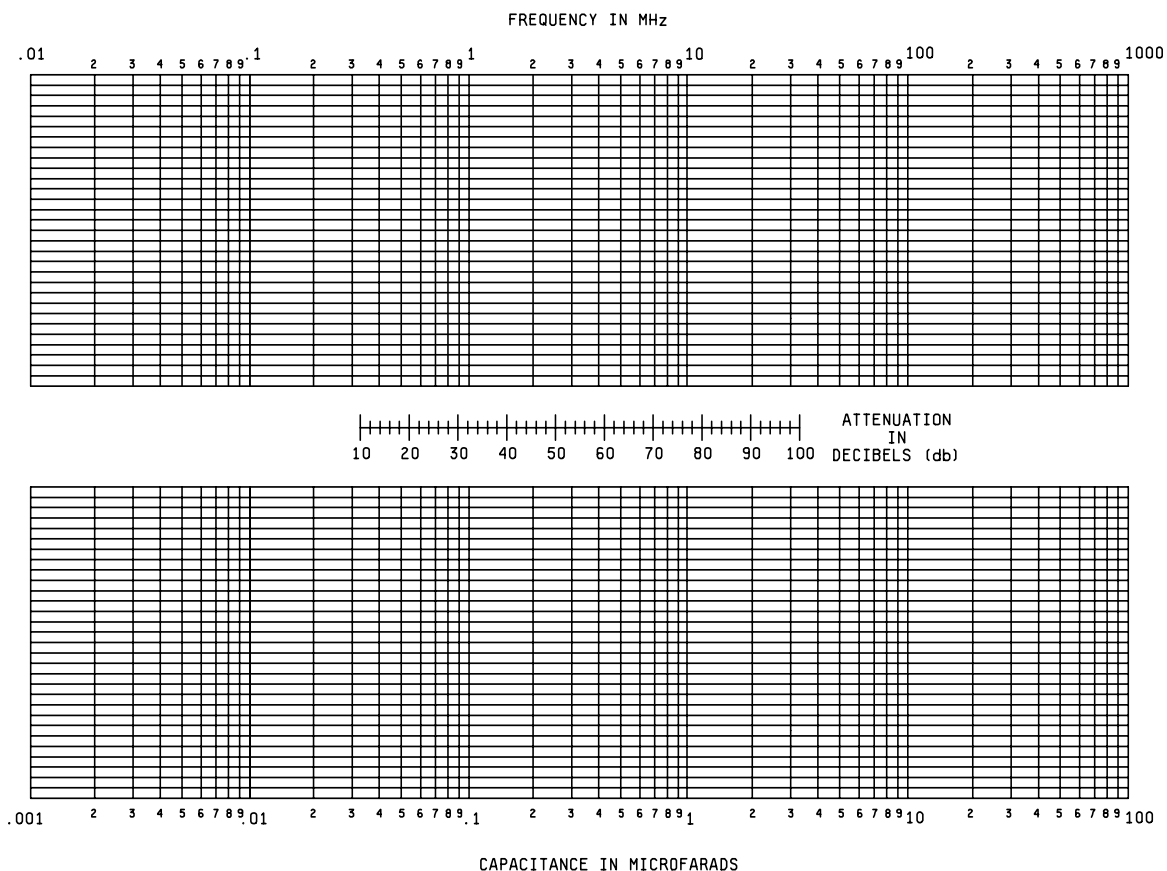 FREQUENCY IN MHz
.01 2 3 4 5 6 7 8 9 .1 2 3 4 5 6 7 8 9 1 2 3 4 5 6 7 8 9 10 2 3 4 5 6 7 8 9 100 2 3 4 5 6 7 8 9 1000
ATTENUATION
IN
DECIBELS (db)
10 20 30 40 50 60 70 80 90 100
.001 2 3 4 5 6 7 8 9 .01 2 3 4 5 6 7 8 9 .1 2 3 4 5 6 7 8 9 1 2 3 4 5 6 7 8 9 10 2 3 4 5 6 7 8 9 100
CAPACITANCE IN MICROFARADS